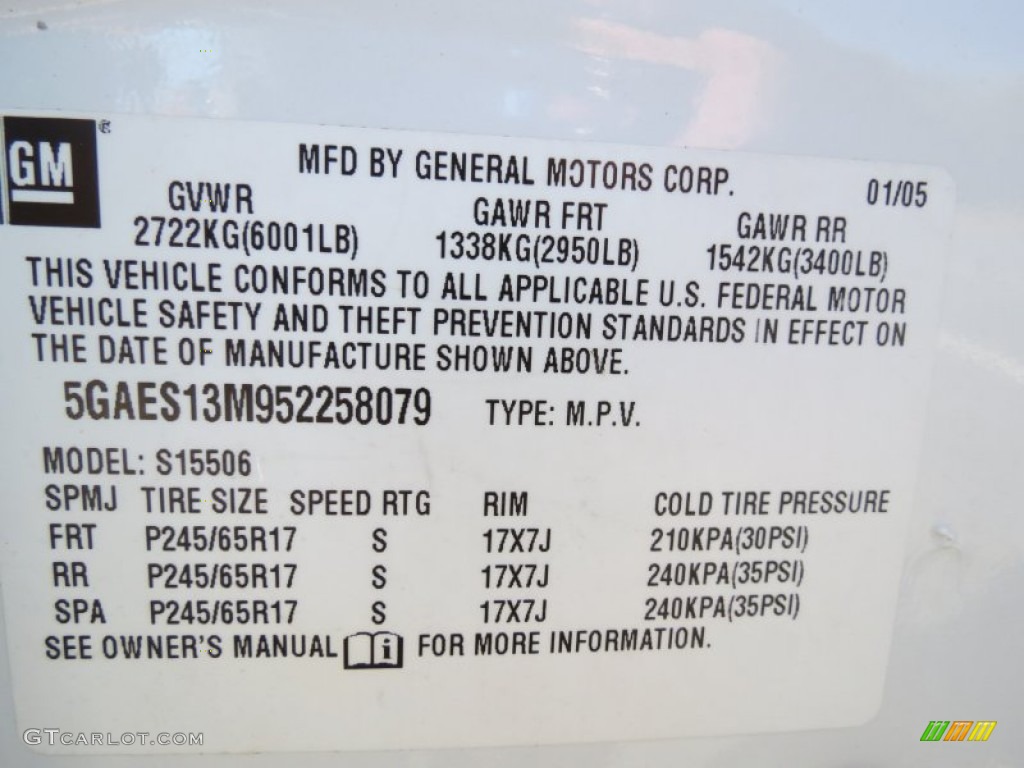 GM
MFD BY GENERAL MOTORS CORP. 01/05
GVWR GAWR FRT GAWR RR
2722KG(6001LB) 1338KG(2950LB) 1542KG(3400LB)
THIS VEHICLE CONFORMS TO ALL APPLICABLE U.S. FEDERAL MOTOR
VEHICLE SAFETY AND THEFT PREVENTION STANDARDS IN EFFECT ON
THE DATE OF MANUFACTURE SHOWN ABOVE.
5GAES13M952258079 TYPE: M.P.V.
MODEL: S15506
SPMJ TIRE SIZE SPEED RTG RIM COLD TIRE PRESSURE
FRT P245/65R17 S 17X7J 210KPA(30PSI)
RR P245/65R17 S 17X7J 240KPA(35PSI)
SPA P245/65R17 S 17X7J 240KPA(35PSI)
SEE OWNER'S MANUAL i FOR MORE INFORMATION.
GTCARLOT.COM